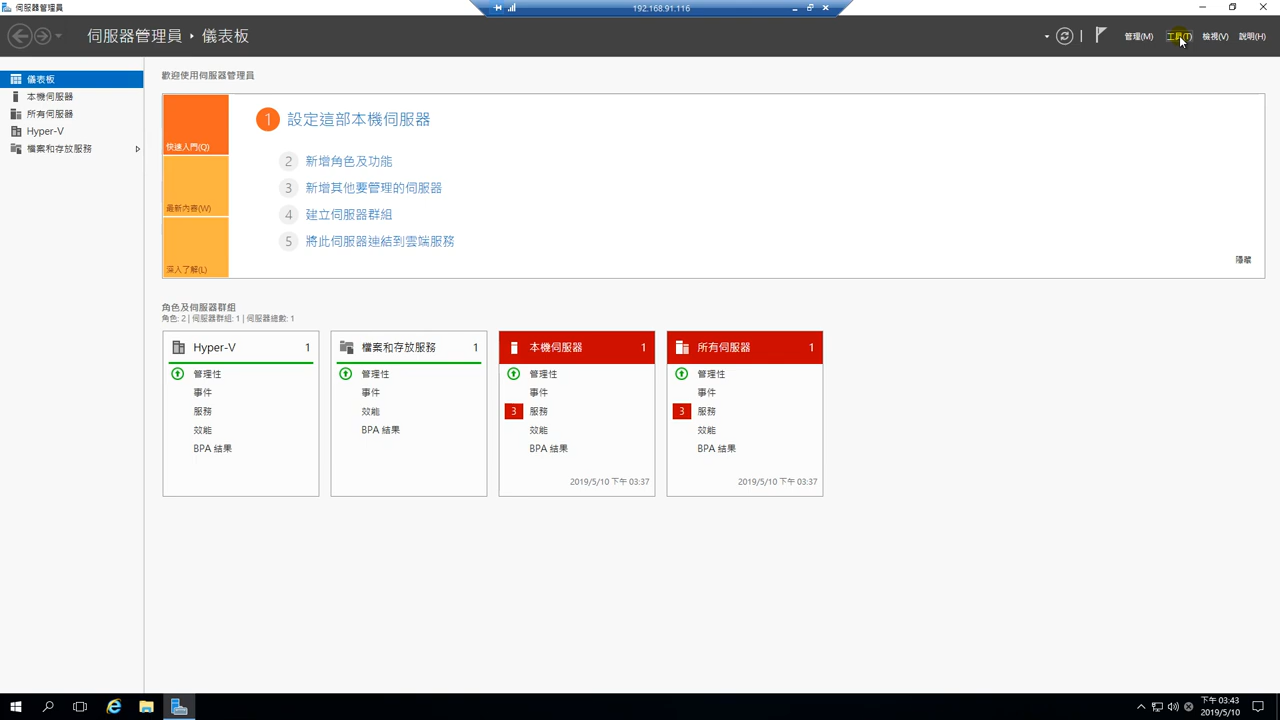 伺服器管理員
192.168.91.116
伺服器管理員 ‣ 儀表板
管理(M) 工具(T) 檢視(V) 說明(H)
儀表板
本機伺服器
所有伺服器
Hyper-V
檔案和存放服務
歡迎使用伺服器管理員
快速入門(Q)
最新內容(W)
深入了解(L)
1 設定這部本機伺服器
2 新增角色及功能
3 新增其他要管理的伺服器
4 建立伺服器群組
5 將此伺服器連結到雲端服務
隱藏
角色及伺服器群組
角色: 2 | 伺服器群組: 1 | 伺服器總數: 1
Hyper-V 1
管理性
事件
服務
效能
BPA 結果
檔案和存放服務 1
管理性
事件
效能
BPA 結果
本機伺服器 1
管理性
事件
3 服務
效能
BPA 結果
2019/5/10 下午 03:37
所有伺服器 1
管理性
事件
3 服務
效能
BPA 結果
2019/5/10 下午 03:37
下午 03:43
2019/5/10